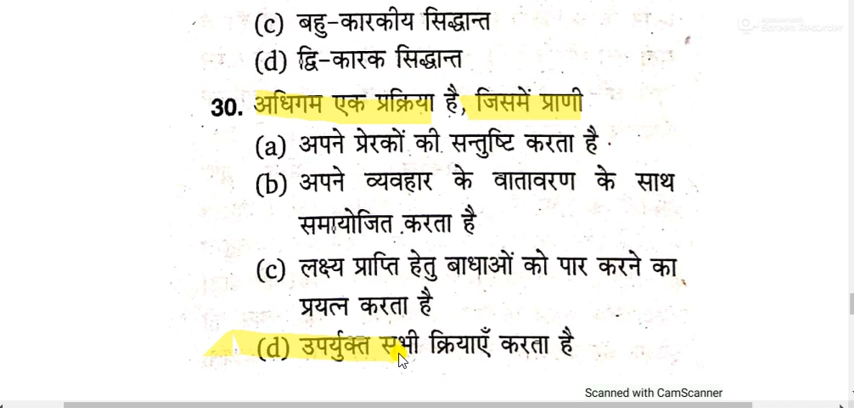 (c) बहु-कारकीय सिद्धान्त
(d) द्वि-कारक सिद्धान्त
30. अधिगम एक प्रक्रिया है, जिसमें प्राणी
(a) अपने प्रेरकों की सन्तुष्टि करता है
(b) अपने व्यवहार के वातावरण के साथ
समायोजित करता है
(c) लक्ष्य प्राप्ति हेतु बाधाओं को पार करने का
प्रयत्न करता है
(d) उपर्युक्त सभी क्रियाएँ करता है
Scanned with CamScanner